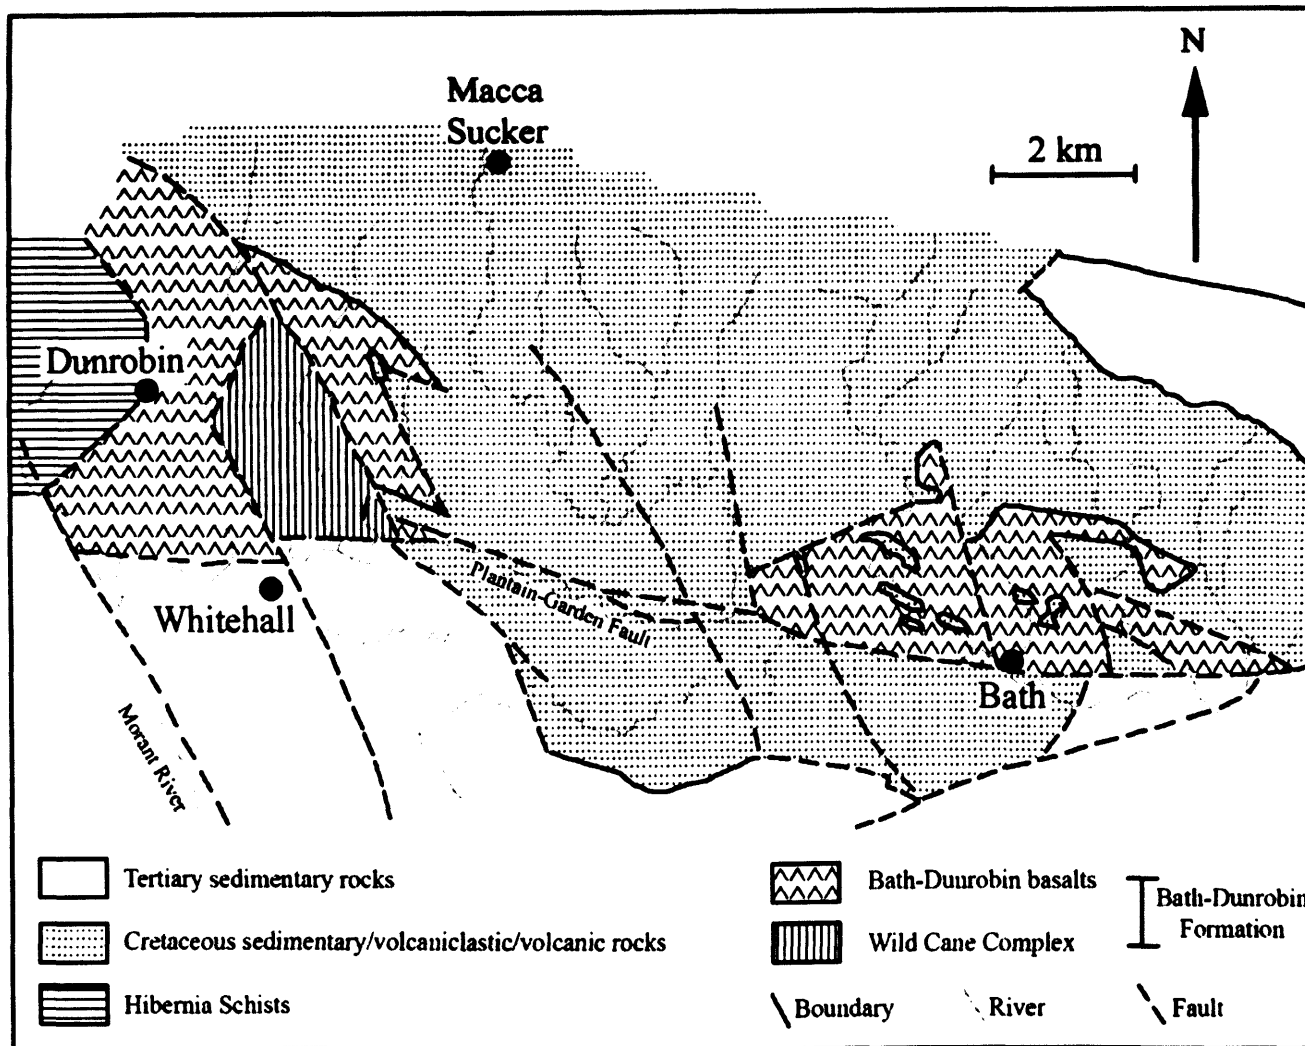 Macca
Sucker
N
2 km
Dunrobin
Whitehall
Plantain-Garden Fault
Bath
Morant River
Tertiary sedimentary rocks
Cretaceous sedimentary/volcaniclastic/volcanic rocks
Hibernia Schists
Bath-Dunrobin basalts
Wild Cane Complex
Bath-Dunrobin
Formation
Boundary
River
Fault